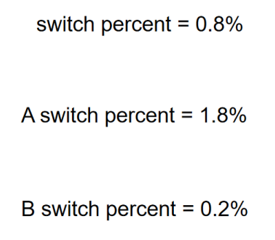 switch percent = 0.8%
A switch percent = 1.8%
B switch percent = 0.2%